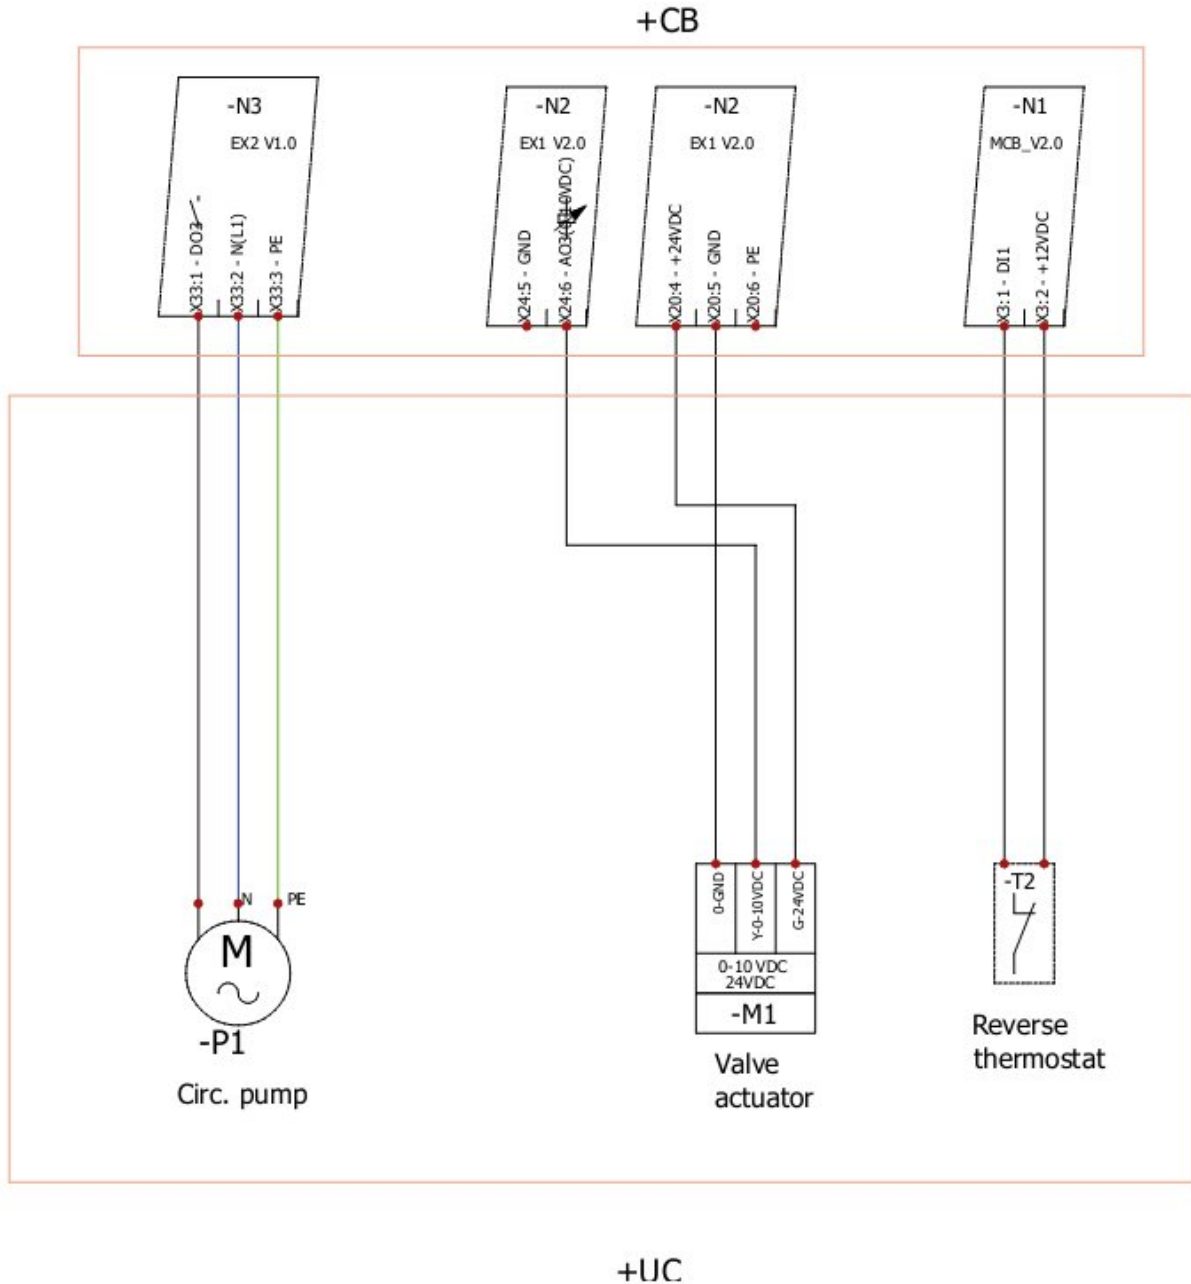 +CB
-N3
EX2 V1.0
X33:1 - DO3
X33:2 - N(L1)
X33:3 - PE
-N2
EX1 V2.0
X24:5 - GND
X24:6 - AO3
-N2
EX1 V2.0
X20:4 - +24VDC
X20:5 - GND
X20:6 - PE
-N1
MCB_V2.0
X3:1 - DI1
X3:2 - +12VDC
N
PE
M
-P1
Circ. pump
0-GND
Y-0-10VDC
G-24VDC
0-10 VDC
24VDC
-M1
Valve
actuator
-T2
Reverse
thermostat
+UC